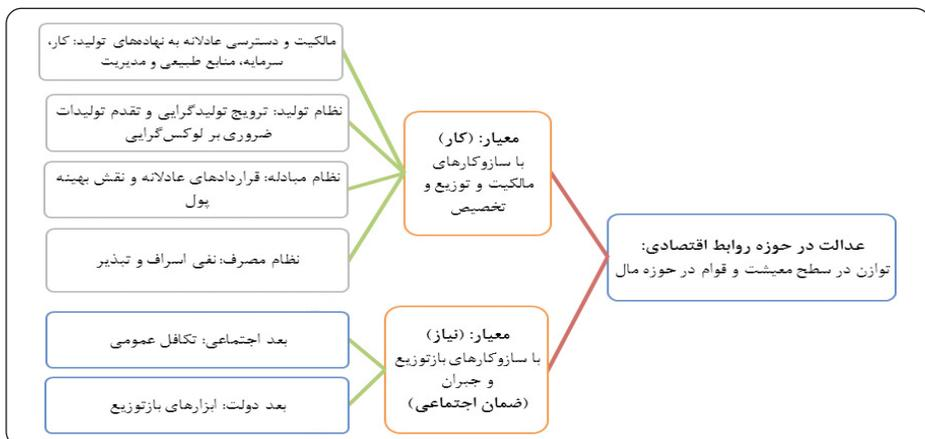 عدالت در حوزه روابط اقتصادی:
توازن در سطح معیشت و قوام در حوزه مال
معیار: (کار)
با سازوکارهای
مالکیت و توزیع و
تخصیص
مالکیت و دسترسی عادلانه به نهاده‌های تولید: کار،
سرمایه، منابع طبیعی و مدیریت
نظام تولید: ترویج تولیدگرایی و تقدم تولیدات
ضروری بر لوکس‌گرایی
نظام مبادله: قراردادهای عادلانه و نقش بهینه
پول
نظام مصرف: نفی اسراف و تبذیر
معیار: (نیاز)
با سازوکارهای بازتوزیع
و جبران
(ضمان اجتماعی)
بعد اجتماعی: تکافل عمومی
بعد دولت: ابزارهای بازتوزیع